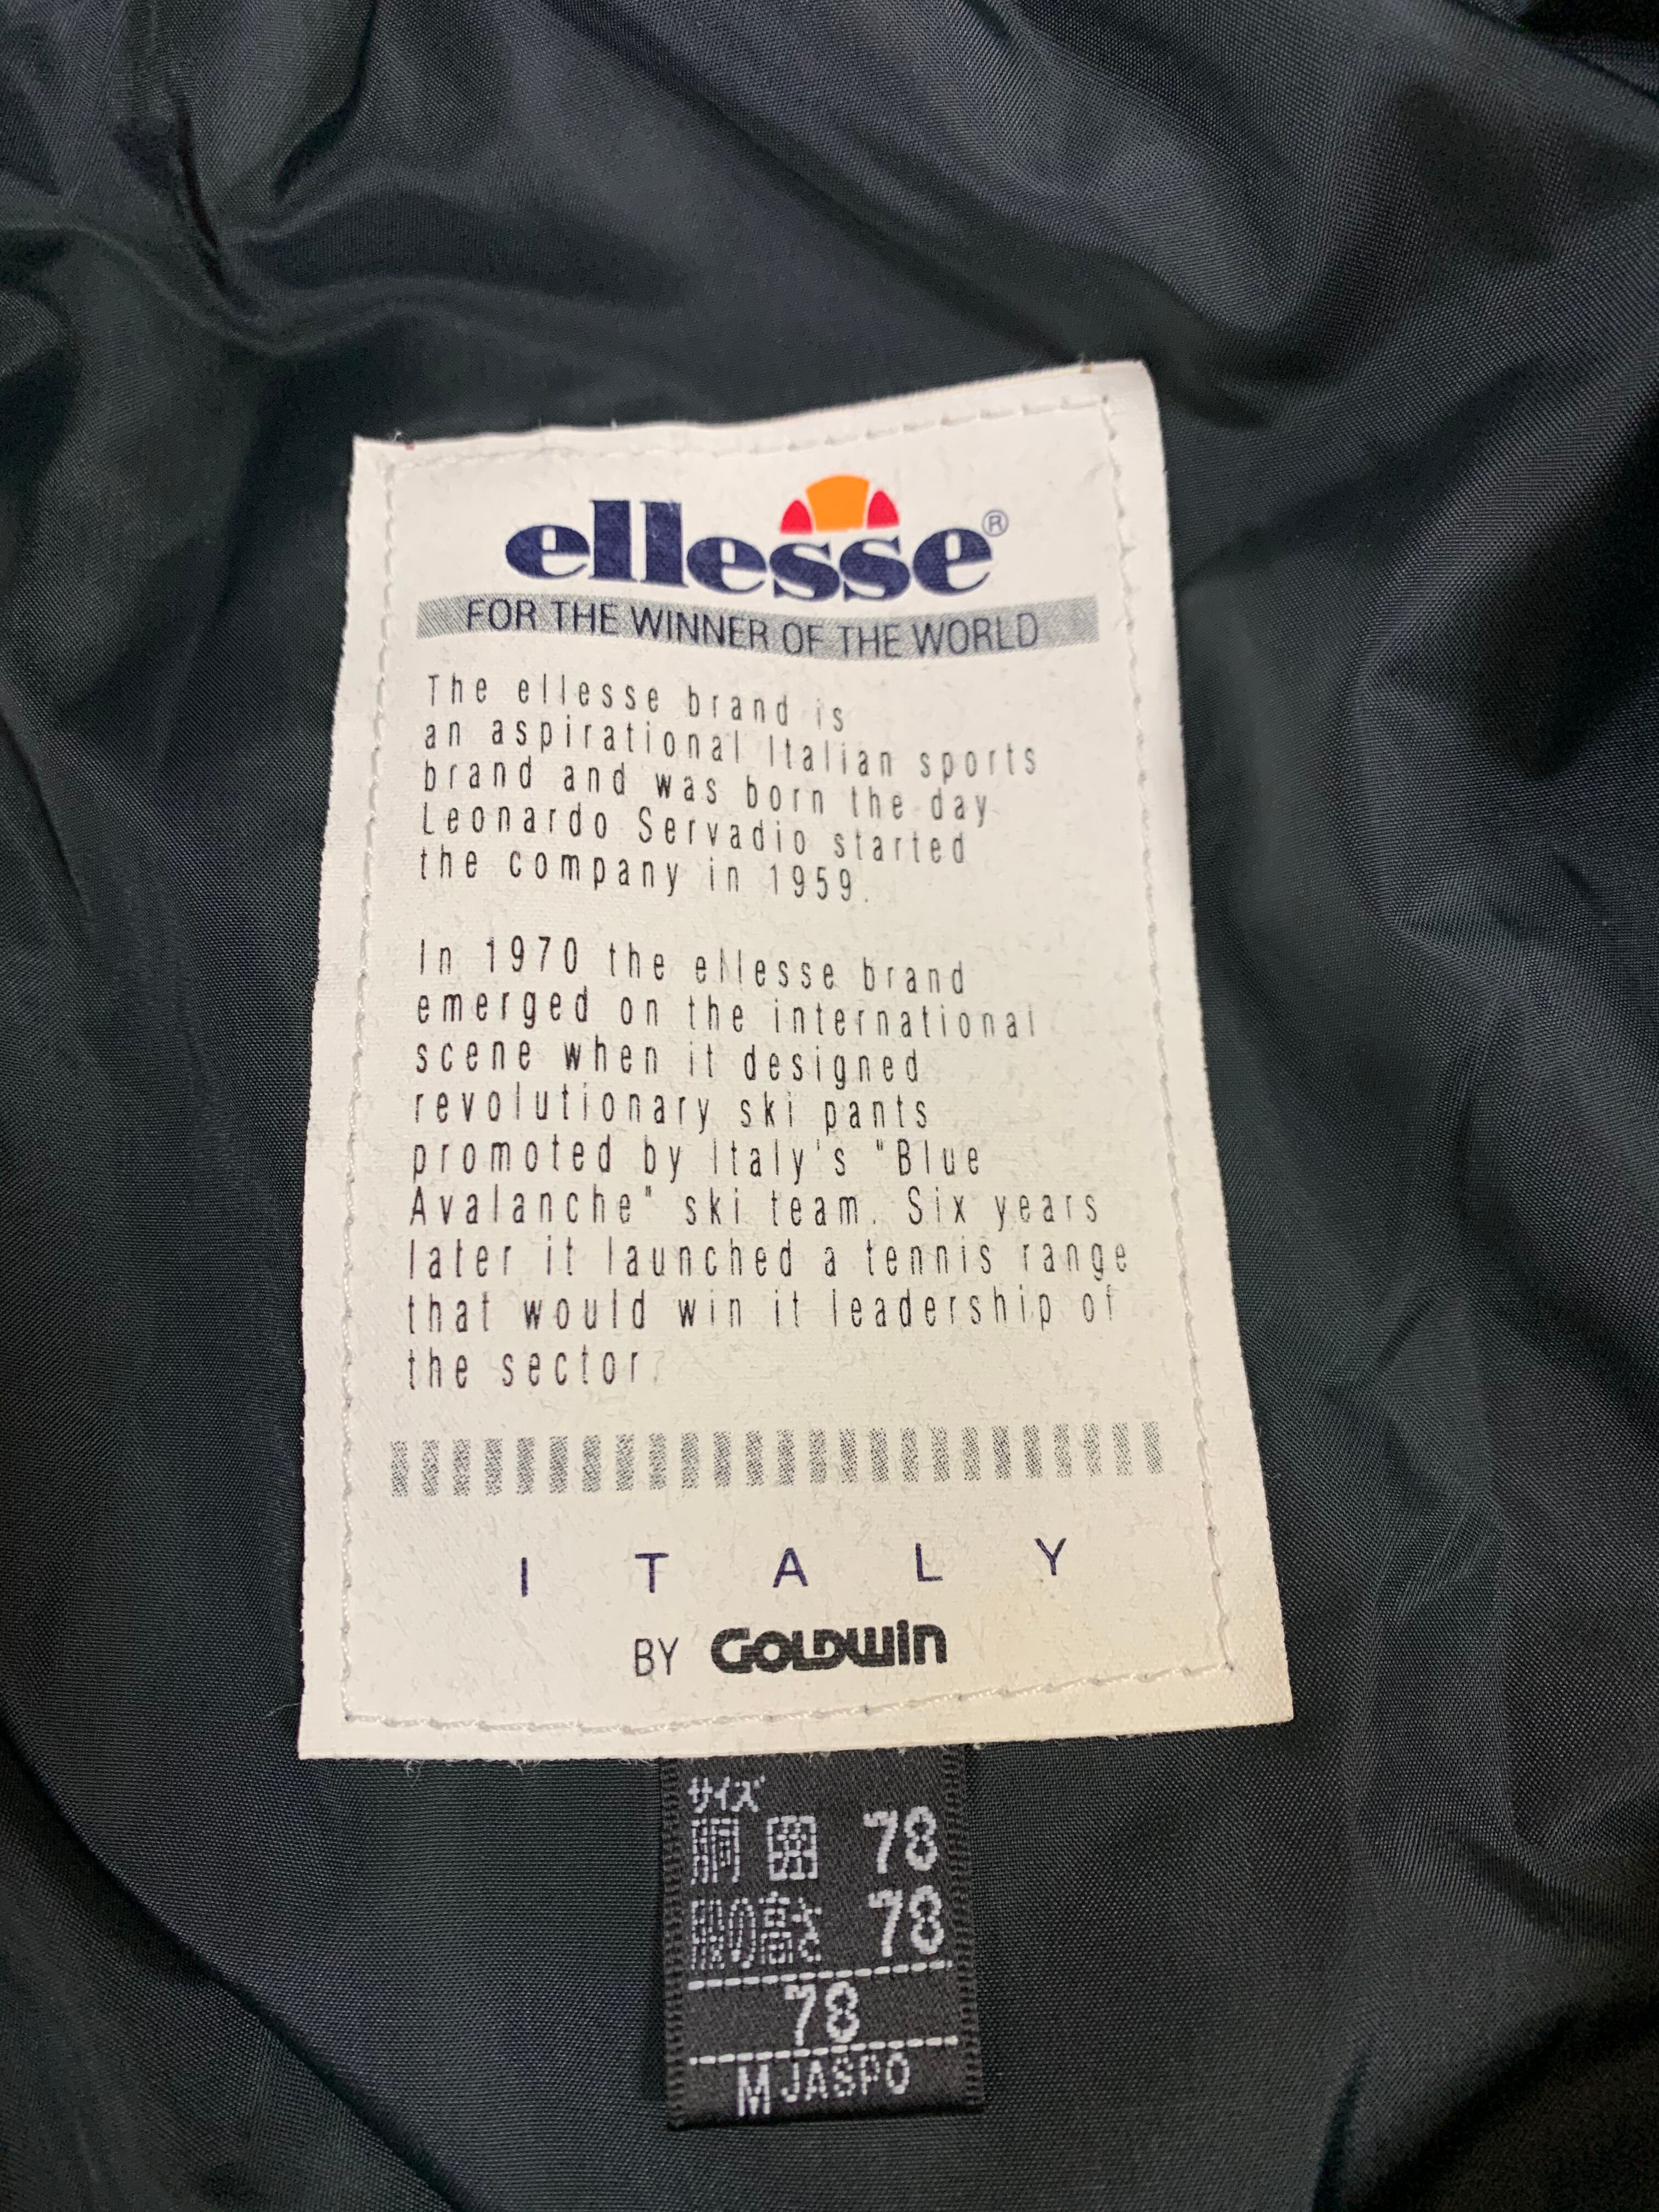 ellesse®
FOR THE WINNER OF THE WORLD
The ellesse brand is
an aspirational Italian sports
brand and was born the day
Leonardo Servadio started
the company in 1959.
In 1970 the ellesse brand
emerged on the international
scene when it designed
revolutionary ski pants
promoted by Italy's "Blue
Avalanche" ski team. Six years
later it launched a tennis range
that would win it leadership of
the sector.
I T A L Y
BY GOLDWIN
サイズ
胴囲 78
股の高さ 78
78
M JASPO